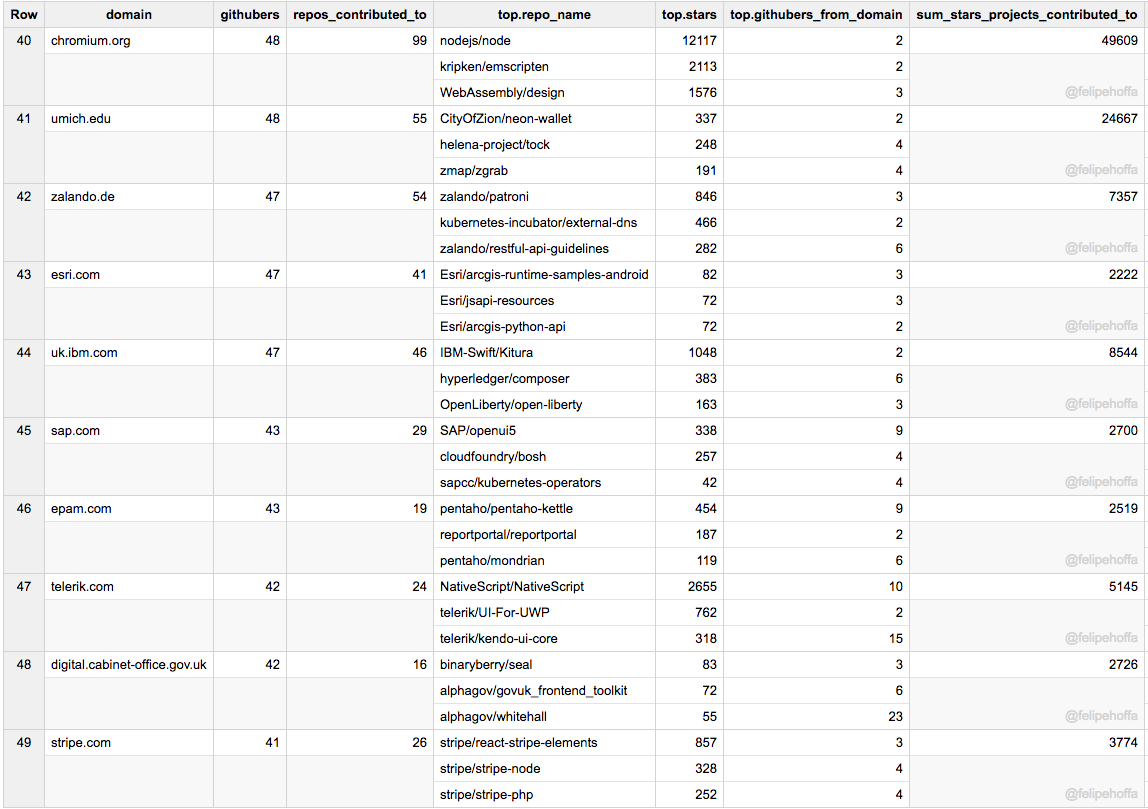 Row domain githubers repos_contributed_to top.repo_name top.stars top.githubers_from_domain sum_stars_projects_contributed_to
40 chromium.org 48 99 nodejs/node 12117 2 49609
kripken/emscripten 2113 2
WebAssembly/design 1576 3 @felipehoffa
41 umich.edu 48 55 CityOfZion/neon-wallet 337 2 24667
helena-project/tock 248 4
zmap/zgrab 191 4 @felipehoffa
42 zalando.de 47 54 zalando/patroni 846 3 7357
kubernetes-incubator/external-dns 466 2
zalando/restful-api-guidelines 282 6 @felipehoffa
43 esri.com 47 41 Esri/arcgis-runtime-samples-android 82 3 2222
Esri/jsapi-resources 72 3
Esri/arcgis-python-api 72 2 @felipehoffa
44 uk.ibm.com 47 46 IBM-Swift/Kitura 1048 2 8544
hyperledger/composer 383 6
OpenLiberty/open-liberty 163 3 @felipehoffa
45 sap.com 43 29 SAP/openui5 338 9 2700
cloudfoundry/bosh 257 4
sapcc/kubernetes-operators 42 4 @felipehoffa
46 epam.com 43 19 pentaho/pentaho-kettle 454 9 2519
reportportal/reportportal 187 2
pentaho/mondrian 119 6 @felipehoffa
47 telerik.com 42 24 NativeScript/NativeScript 2655 10 5145
telerik/UI-For-UWP 762 2
telerik/kendo-ui-core 318 15 @felipehoffa
48 digital.cabinet-office.gov.uk 42 16 binaryberry/seal 83 3 2726
alphagov/govuk_frontend_toolkit 72 6
alphagov/whitehall 55 23 @felipehoffa
49 stripe.com 41 26 stripe/react-stripe-elements 857 3 3774
stripe/stripe-node 328 4
stripe/stripe-php 252 4 @felipehoffa